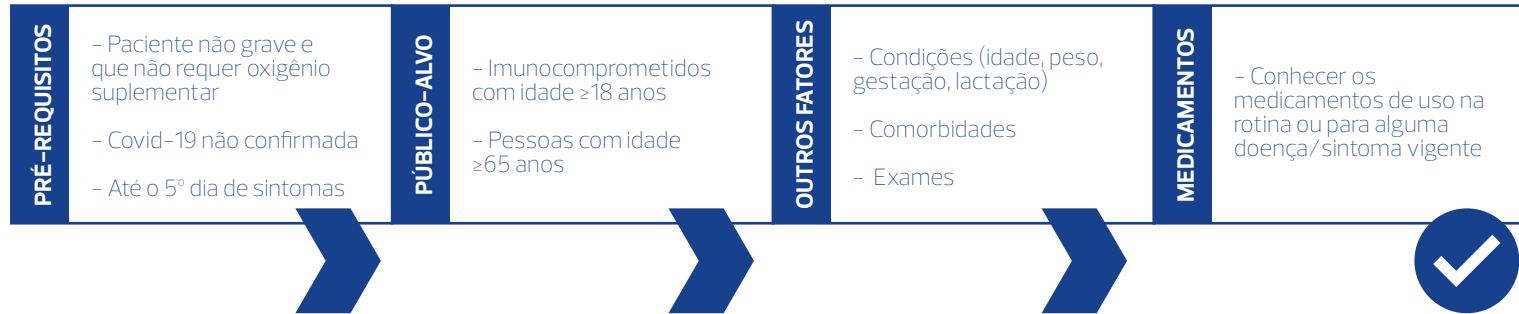 PRÉ-REQUISITOS
- Paciente não grave e
que não requer oxigênio
suplementar
- Covid-19 não confirmada
- Até o 5º dia de sintomas
PÚBLICO-ALVO
- Imunocomprometidos
com idade ≥18 anos
- Pessoas com idade
≥65 anos
OUTROS FATORES
- Condições (idade, peso,
gestação, lactação)
- Comorbidades
- Exames
MEDICAMENTOS
- Conhecer os
medicamentos de uso na
rotina ou para alguma
doença/sintoma vigente